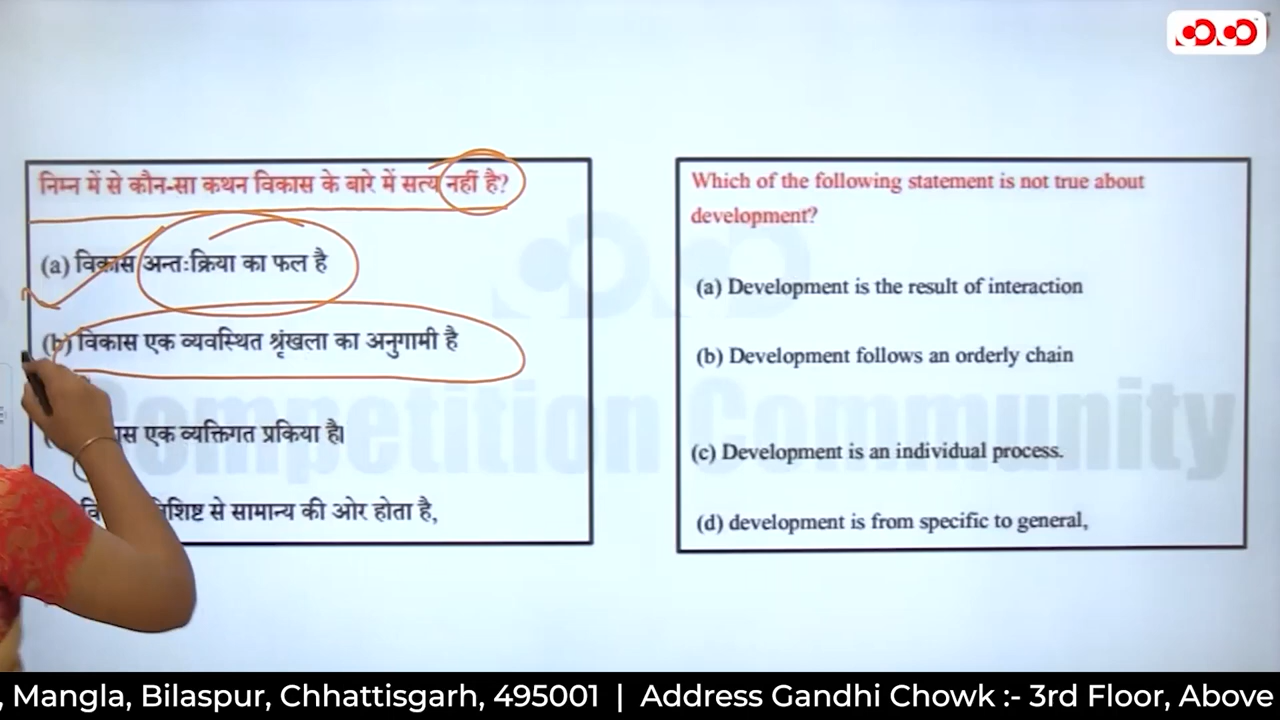 निम्न में से कौन-सा कथन विकास के बारे में सत्य नहीं है?
(a) विकास अन्तःक्रिया का फल है
(b) विकास एक व्यवस्थित श्रृंखला का अनुगामी है
एक व्यक्तिगत प्रकिया है।
से सामान्य की ओर होता है,
Which of the following statement is not true about
development?
(a) Development is the result of interaction
(b) Development follows an orderly chain
(c) Development is an individual process.
(d) development is from specific to general,
Competition Community
, Mangla, Bilaspur, Chhattisgarh, 495001 | Address Gandhi Chowk :- 3rd Floor, Above